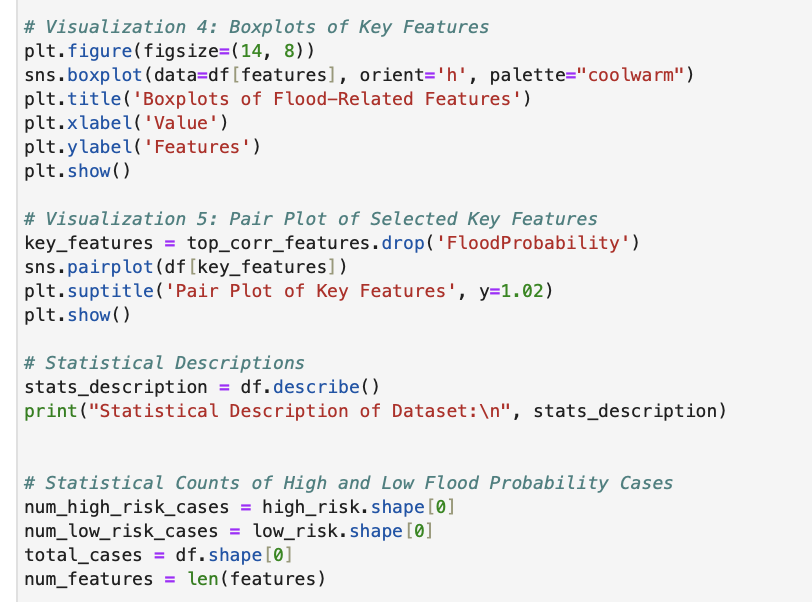 # Visualization 4: Boxplots of Key Features
plt.figure(figsize=(14, 8))
sns.boxplot(data=df[features], orient='h', palette="coolwarm")
plt.title('Boxplots of Flood-Related Features')
plt.xlabel('Value')
plt.ylabel('Features')
plt.show()

# Visualization 5: Pair Plot of Selected Key Features
key_features = top_corr_features.drop('FloodProbability')
sns.pairplot(df[key_features])
plt.suptitle('Pair Plot of Key Features', y=1.02)
plt.show()

# Statistical Descriptions
stats_description = df.describe()
print("Statistical Description of Dataset:\n", stats_description)


# Statistical Counts of High and Low Flood Probability Cases
num_high_risk_cases = high_risk.shape[0]
num_low_risk_cases = low_risk.shape[0]
total_cases = df.shape[0]
num_features = len(features)